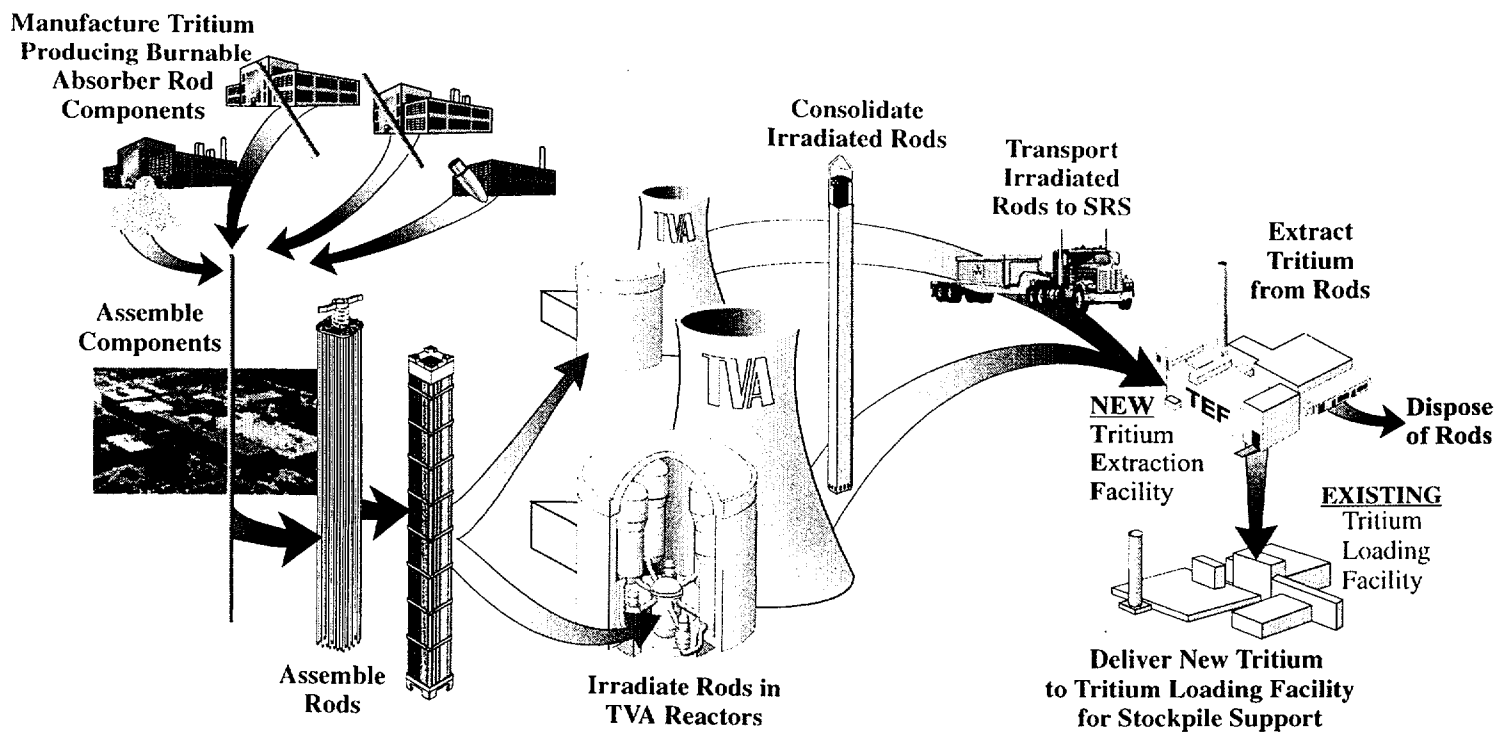 Manufacture Tritium
Producing Burnable
Absorber Rod
Components
Assemble
Components
Assemble
Rods
TVA
TVA
Irradiate Rods in
TVA Reactors
Consolidate
Irradiated Rods
Transport
Irradiated
Rods to SRS
Extract
Tritium
from Rods
TEF
NEW
Tritium
Extraction
Facility
Dispose
of Rods
EXISTING
Tritium
Loading
Facility
Deliver New Tritium
to Tritium Loading Facility
for Stockpile Support